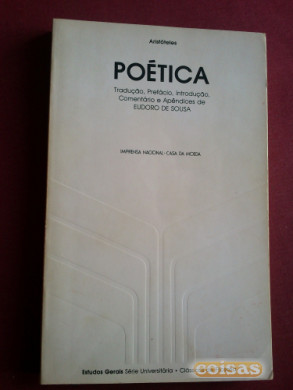 Aristóteles
POÉTICA
Tradução, Prefácio, Introdução,
Comentário e Apêndices de
EUDORO DE SOUSA
IMPRENSA NACIONAL - CASA DA MOEDA
Estudos Gerais Série Universitária •
coisas